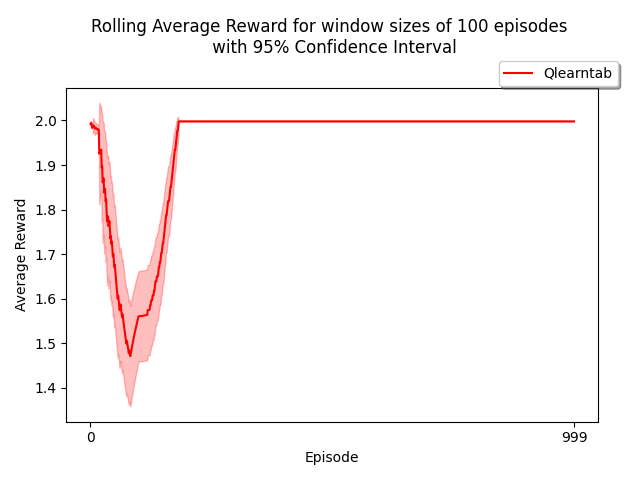 Rolling Average Reward for window sizes of 100 episodes
with 95% Confidence Interval
Qlearntab
2.0
1.9
1.8
1.7
1.6
1.5
1.4
Average Reward
0
999
Episode